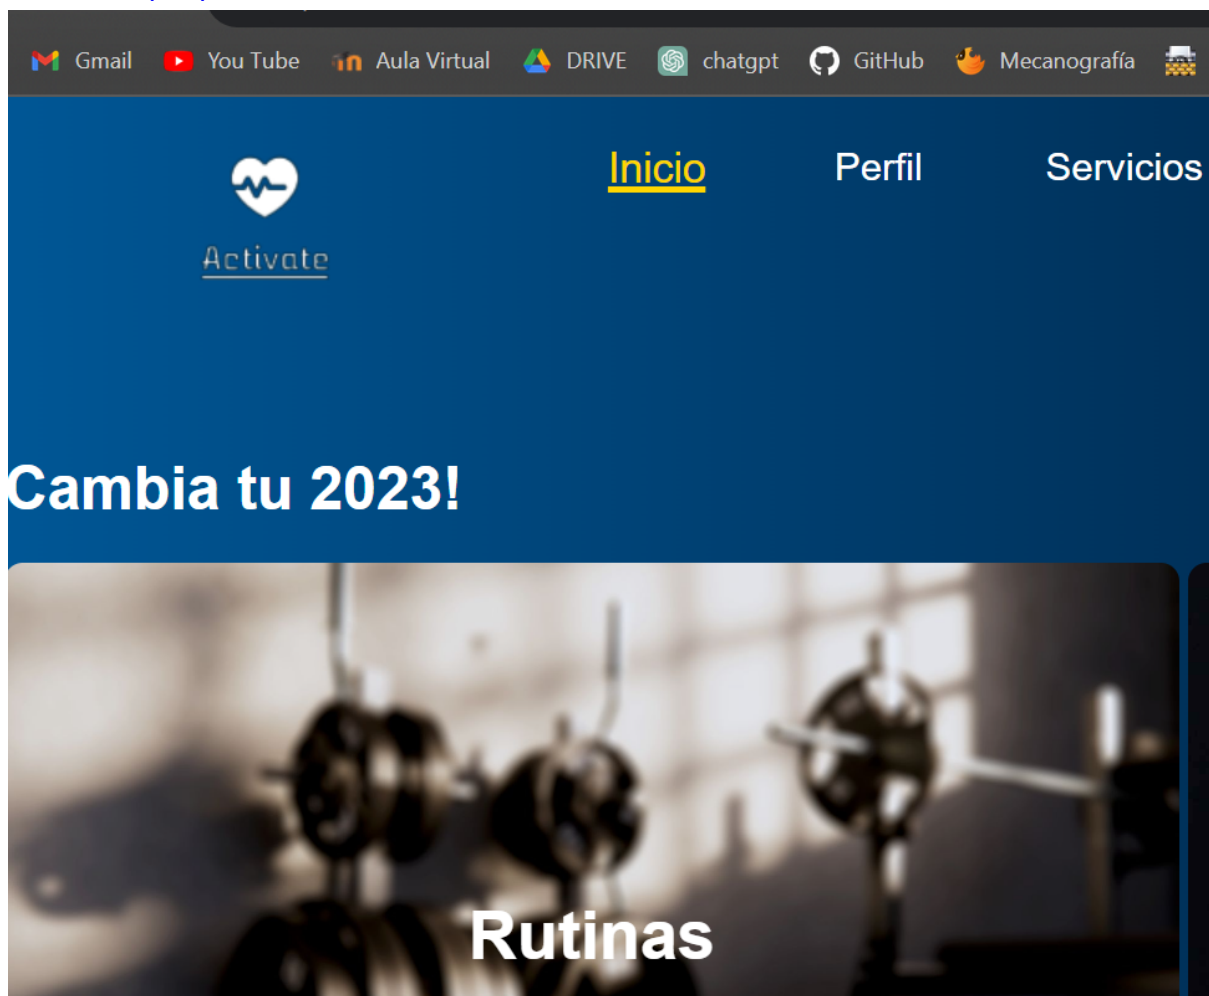 Gmail You Tube Aula Virtual DRIVE chatgpt GitHub Mecanografía
Inicio Perfil Servicios
Activate
Cambia tu 2023!
Rutinas